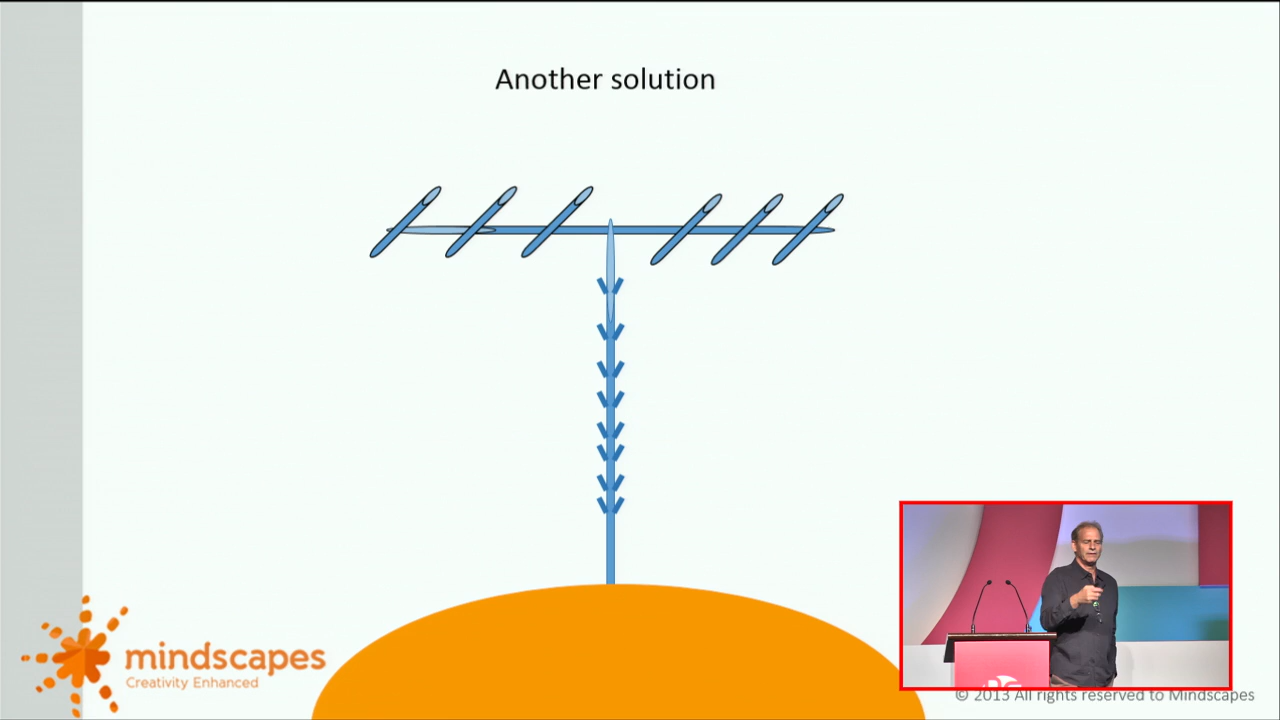 Another solution
mindscapes
Creativity Enhanced
© 2013 All rights reserved to Mindscapes